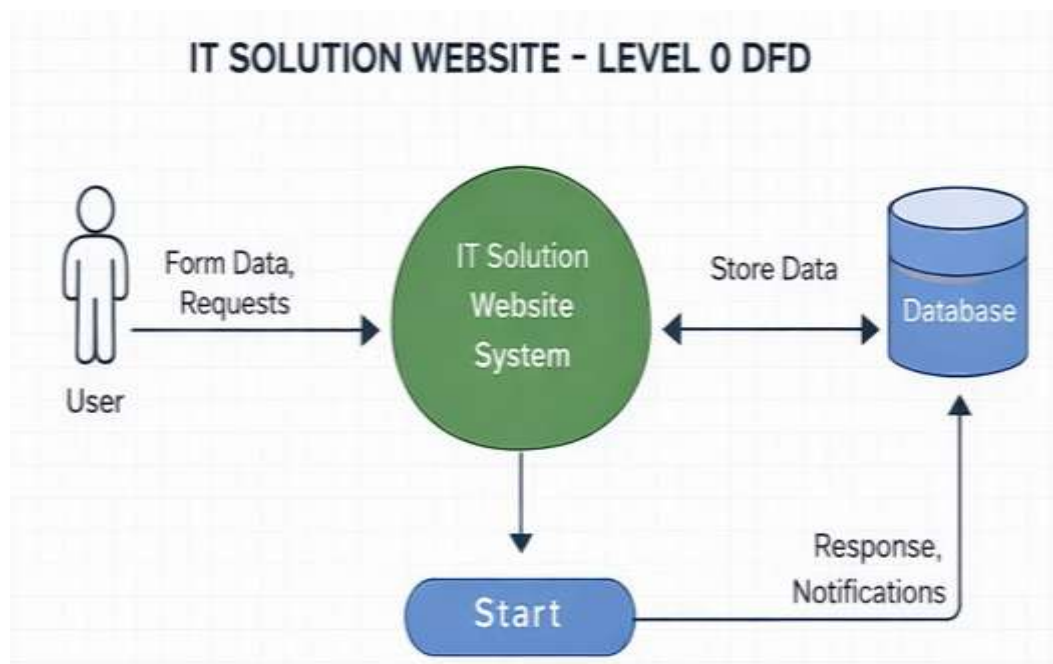 IT SOLUTION WEBSITE - LEVEL 0 DFD
Form Data,
Requests
User
IT Solution
Website
System
Store Data
Database
Start
Response,
Notifications